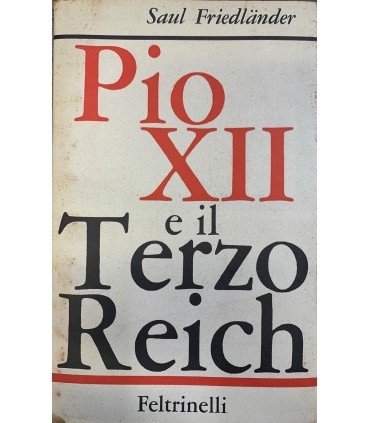 Saul Friedländer
Pio
XII
e il
Terzo
Reich
Feltrinelli